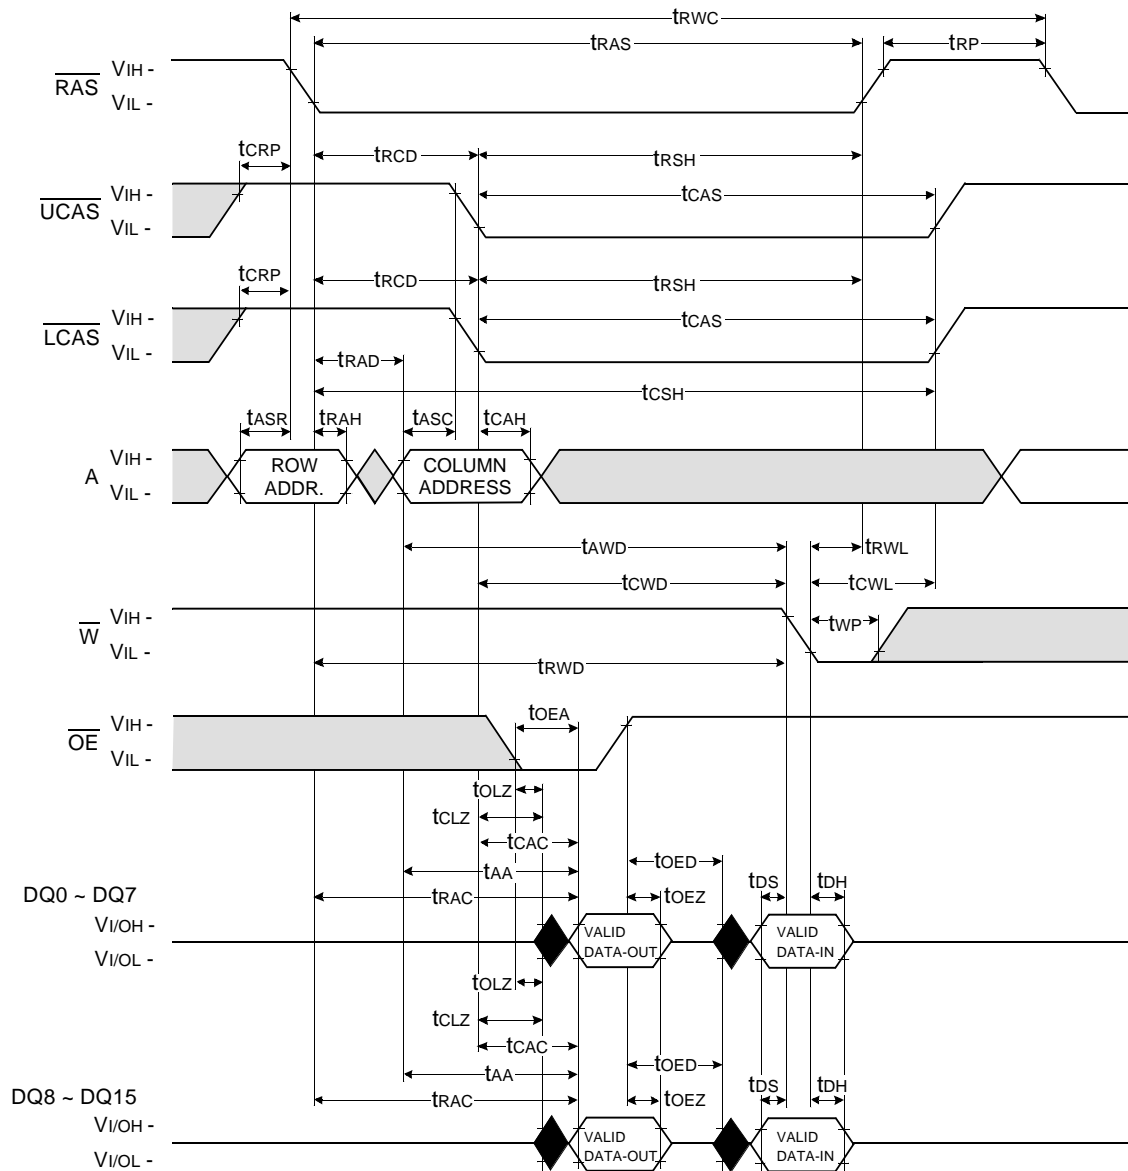 tRWC
tRAS
tRP
RAS
VIH -
VIL -
tCRP
tRCD
tRSH
UCAS
VIH -
VIL -
tCAS
tCRP
tRCD
tRSH
LCAS
VIH -
VIL -
tCAS
tRAD
tCSH
tASR
tRAH
tASC
tCAH
A
VIH -
VIL -
ROW
ADDR.
COLUMN
ADDRESS
tAWD
tRWL
tCWD
tCWL
W
VIH -
VIL -
tWP
tRWD
OE
VIH -
VIL -
tOEA
tOLZ
tCLZ
tCAC
tOED
tAA
DQ0 ~ DQ7
tRAC
tOEZ
tDS
tDH
VI/OH -
VI/OL -
VALID
DATA-OUT
VALID
DATA-IN
tOLZ
tCLZ
tCAC
tOED
tAA
DQ8 ~ DQ15
tRAC
tOEZ
tDS
tDH
VI/OH -
VI/OL -
VALID
DATA-OUT
VALID
DATA-IN